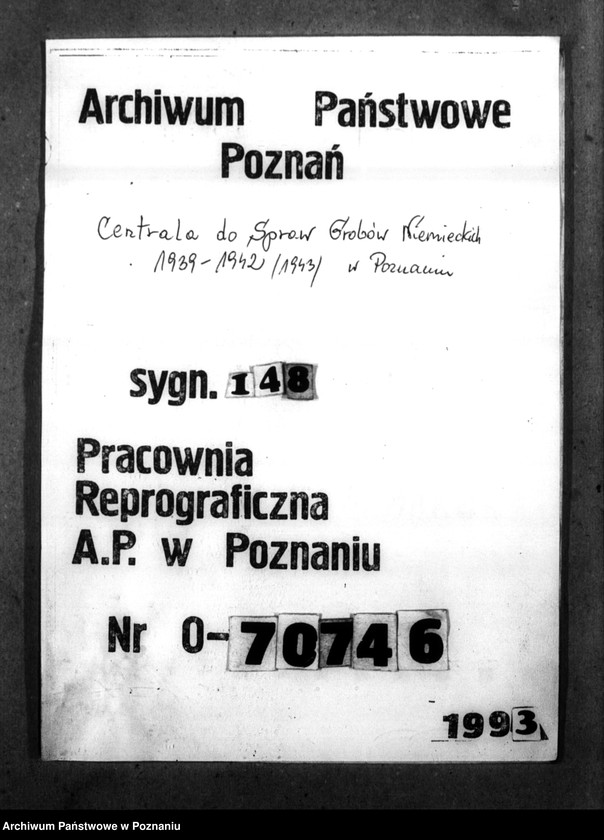 Archiwum Państwowe
Poznań
Centrala do Spraw Grobów Niemieckich
1939-1942 /1943/ w Poznaniu
sygn. 148
Pracownia
Reprograficzna
A.P. w Poznaniu
Nr 0-70746
1993
Archiwum Państwowe w Poznaniu